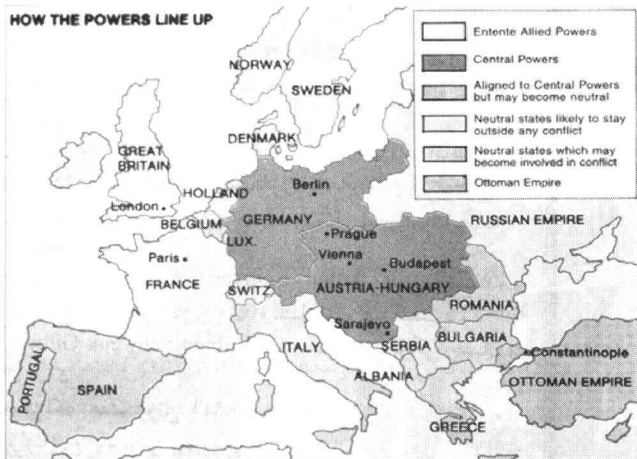 HOW THE POWERS LINE UP
Entente Allied Powers
Central Powers
Aligned to Central Powers
but may become neutral
Neutral states likely to stay
outside any conflict
Neutral states which may
become involved in conflict
Ottoman Empire
NORWAY
SWEDEN
DENMARK
GREAT
BRITAIN
HOLLAND
Berlin
London
BELGIUM
GERMANY
RUSSIAN EMPIRE
LUX.
Prague
Paris
Vienna
Budapest
FRANCE
SWITZ.
AUSTRIA-HUNGARY
ROMANIA
Sarajevo
ITALY
SERBIA
BULGARIA
Constantinople
PORTUGAL
SPAIN
ALBANIA
OTTOMAN EMPIRE
GREECE